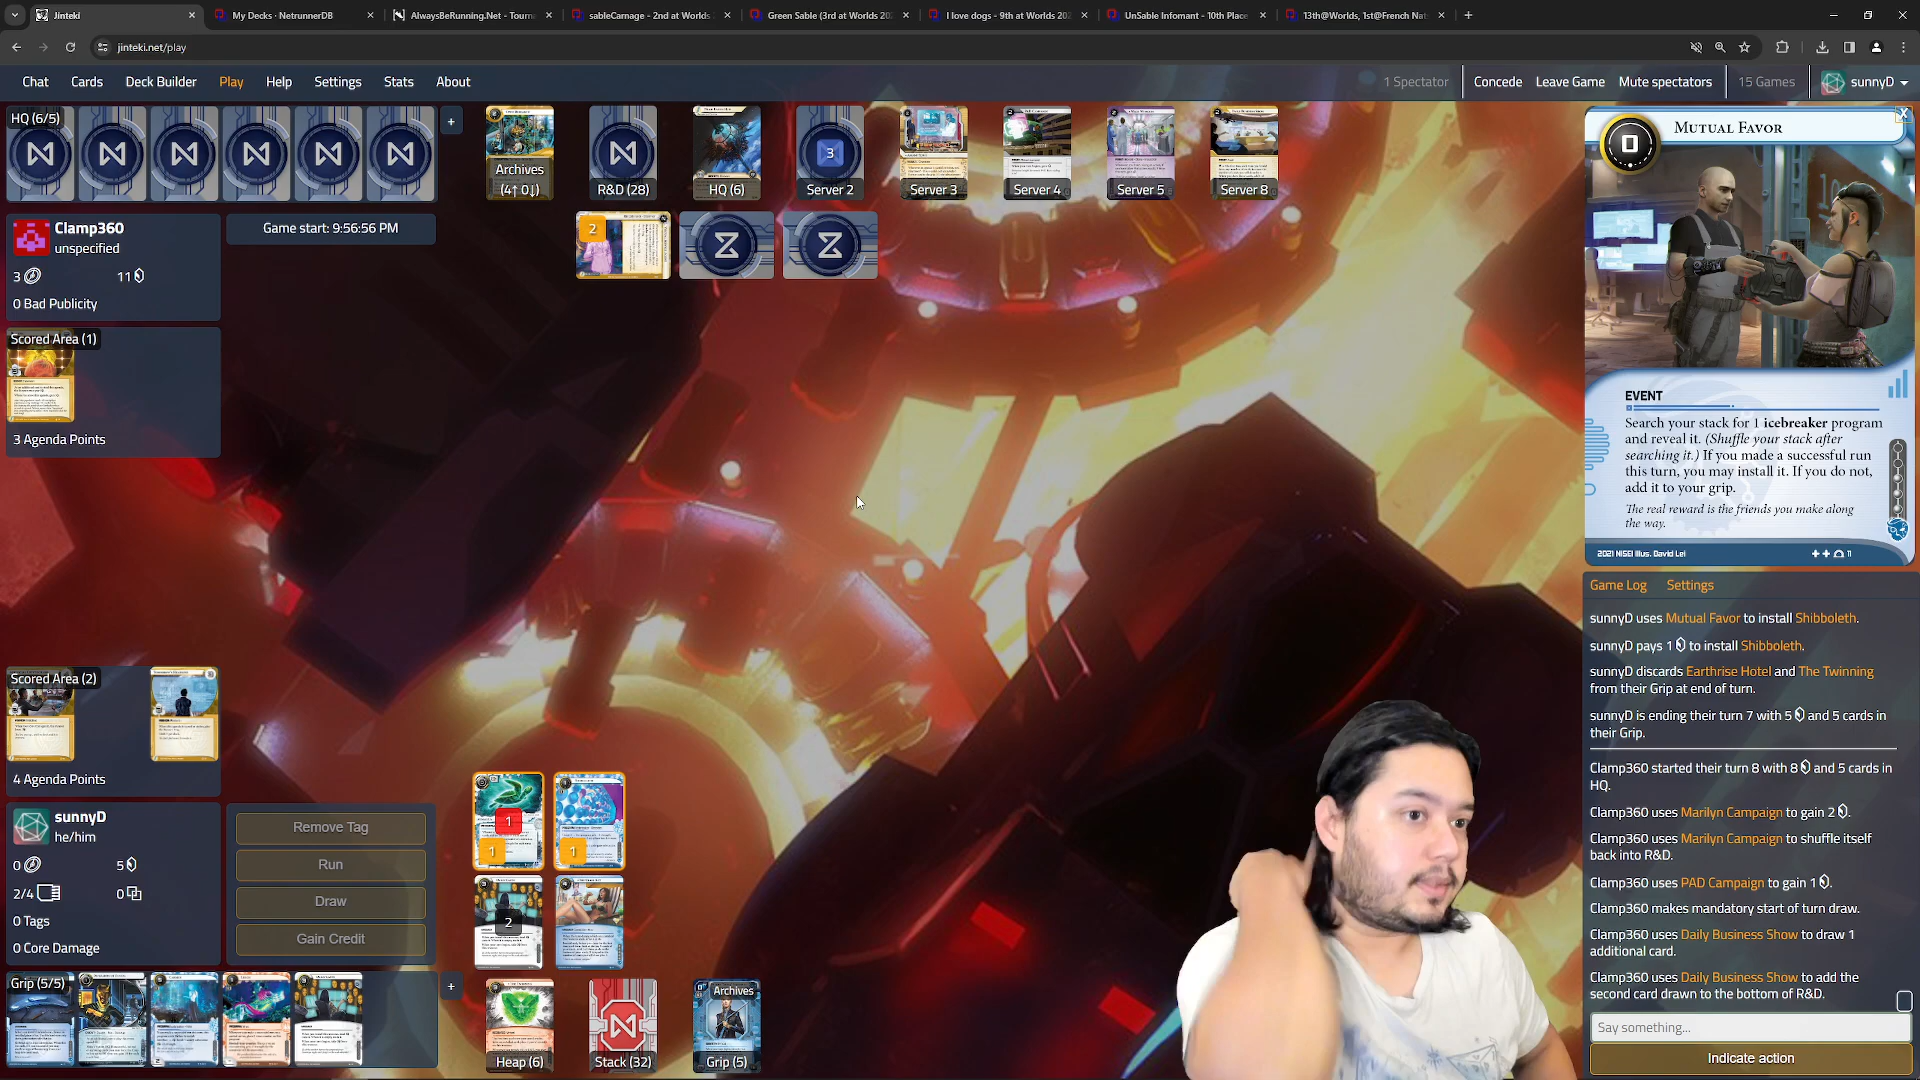 Jinteki
My Decks · NetrunnerDB
AlwaysBeRunning.Net - Tourna
sableCarnage - 2nd at Worlds
Green Sable (3rd at Worlds 202
I love dogs - 9th at Worlds 202
UnSable Infomant - 10th Place
13th@Worlds, 1st@French Nat
jinteki.net/play
Chat
Cards
Deck Builder
Play
Help
Settings
Stats
About
1 Spectator
Concede
Leave Game
Mute spectators
15 Games
sunnyD
HQ (6/5)
Archives
(4↑ 0↓)
R&D (28)
HQ (6)
3
Server 2
Server 3
Server 4
Server 5
Server 8
2
Clamp360
unspecified
3
11
0 Bad Publicity
Game start: 9:56:56 PM
Scored Area (1)
3 Agenda Points
Scored Area (2)
4 Agenda Points
sunnyD
he/him
0
5
2/4
0
0 Tags
0 Core Damage
Remove Tag
Run
Draw
Gain Credit
1
1
1
2
Grip (5/5)
Heap (6)
Stack (32)
Archives
Grip (5)
0
Mutual Favor
EVENT
Search your stack for 1 icebreaker program
and reveal it. (Shuffle your stack after
searching it.) If you made a successful run
this turn, you may install it. If you do not,
add it to your grip.
The real reward is the friends you make along
the way.
2021 NISEI Illus. David Lei
11
Game Log
Settings
sunnyD uses Mutual Favor to install Shibboleth.
sunnyD pays 1 to install Shibboleth.
sunnyD discards Earthrise Hotel and The Twinning
from their Grip at end of turn.
sunnyD is ending their turn 7 with 5 and 5 cards in
their Grip.
Clamp360 started their turn 8 with 8 and 5 cards in
HQ.
Clamp360 uses Marilyn Campaign to gain 2.
Clamp360 uses Marilyn Campaign to shuffle itself
back into R&D.
Clamp360 uses PAD Campaign to gain 1.
Clamp360 makes mandatory start of turn draw.
Clamp360 uses Daily Business Show to draw 1
additional card.
Clamp360 uses Daily Business Show to add the
second card drawn to the bottom of R&D.
Say something...
Indicate action